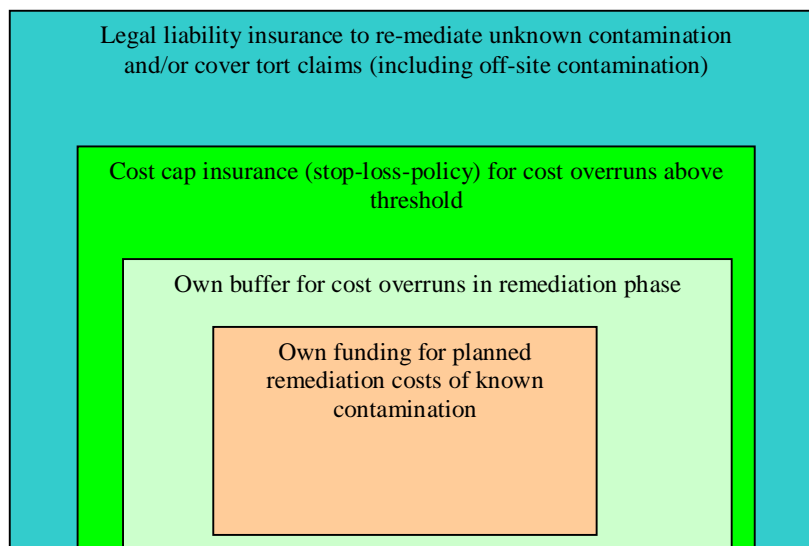 Legal liability insurance to re-mediate unknown contamination
and/or cover tort claims (including off-site contamination)
Cost cap insurance (stop-loss-policy) for cost overruns above
threshold
Own buffer for cost overruns in remediation phase
Own funding for planned
remediation costs of known
contamination